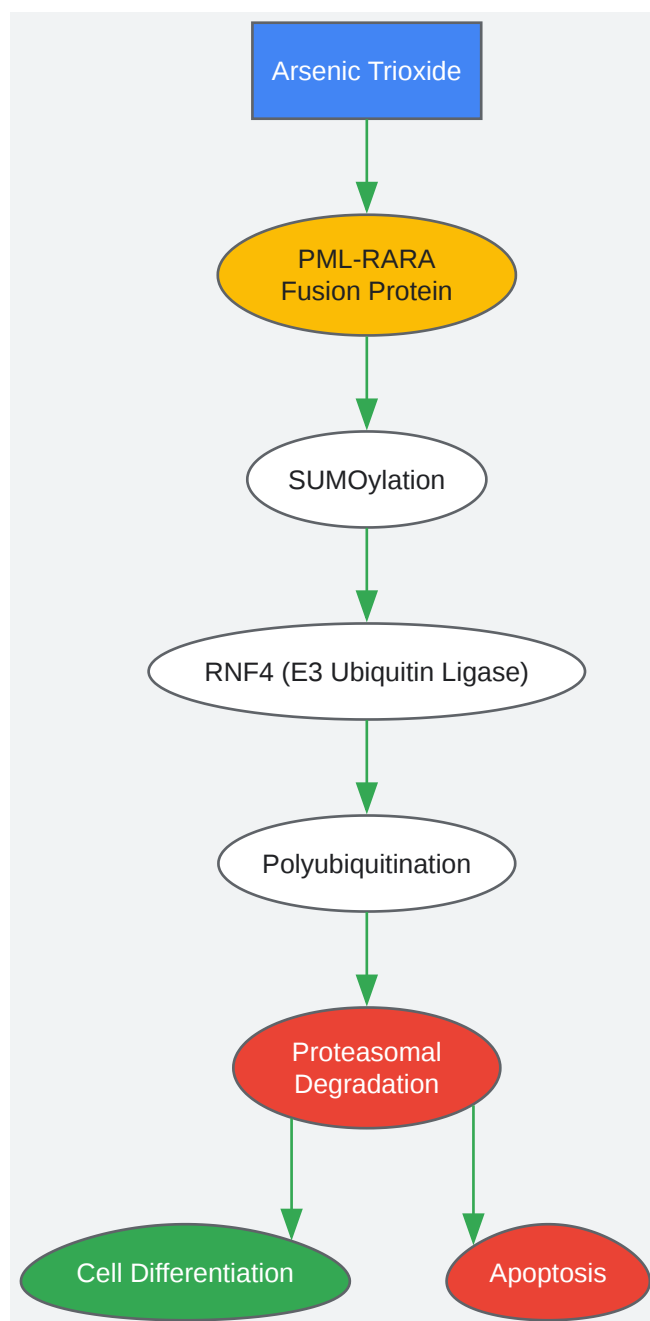 Arsenic Trioxide
PML-RARA
Fusion Protein
SUMOylation
RNF4 (E3 Ubiquitin Ligase)
Polyubiquitination
Proteasomal
Degradation
Cell Differentiation
Apoptosis